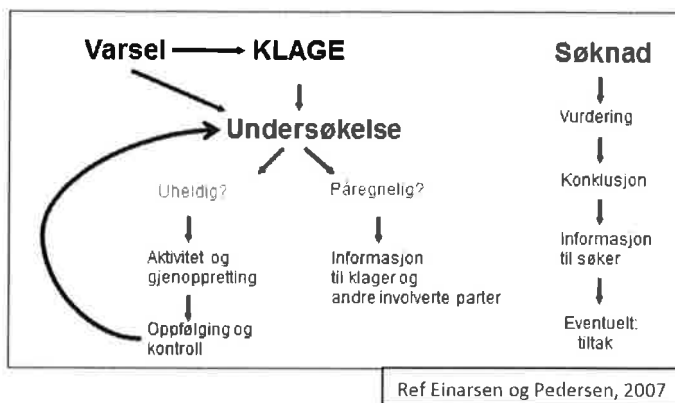 Varsel
KLAGE
Undersøkelse
Uheldig?
Påregnelig?
Aktivitet og
gjenoppretting
Informasjon
til klager og
andre involverte parter
Oppfølging og
kontroll
Søknad
Vurdering
Konklusjon
Informasjon
til søker
Eventuelt:
tiltak
Ref Einarsen og Pedersen, 2007